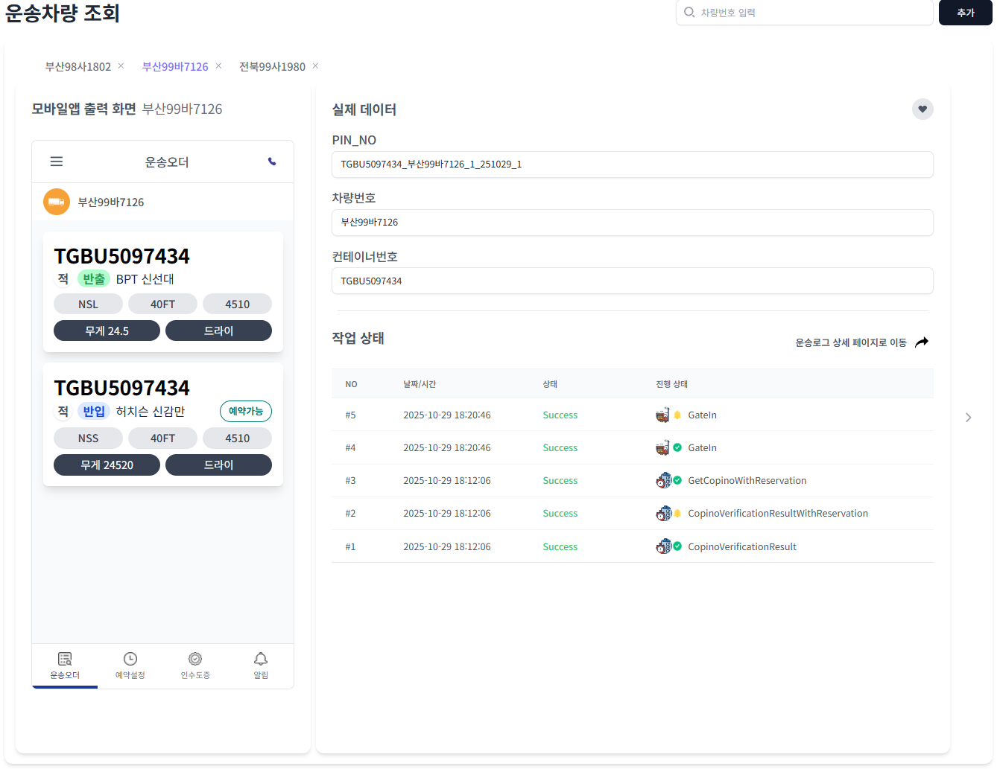 운송차량 조회
차량번호 입력
추가
부산98사1802
부산99바7126
전북99사1980
모바일앱 출력 화면 부산99바7126
운송오더
부산99바7126
TGBU5097434
적 반출 BPT 신선대
NSL 40FT 4510
무게 24.5 드라이
TGBU5097434
적 반입 허치슨 신감만 예약가능
NSS 40FT 4510
무게 24520 드라이
운송오더 예약설정 인수도증 알림
실제 데이터
PIN_NO
TGBU5097434_부산99바7126_1_251029_1
차량번호
부산99바7126
컨테이너번호
TGBU5097434
작업 상태
운송로그 상세 페이지로 이동
NO 날짜/시간 상태 진행 상태
#5 2025-10-29 18:20:46 Success GateIn
#4 2025-10-29 18:20:46 Success GateIn
#3 2025-10-29 18:12:06 Success GetCopinoWithReservation
#2 2025-10-29 18:12:06 Success CopinoVerificationResultWithReservation
#1 2025-10-29 18:12:06 Success CopinoVerificationResult